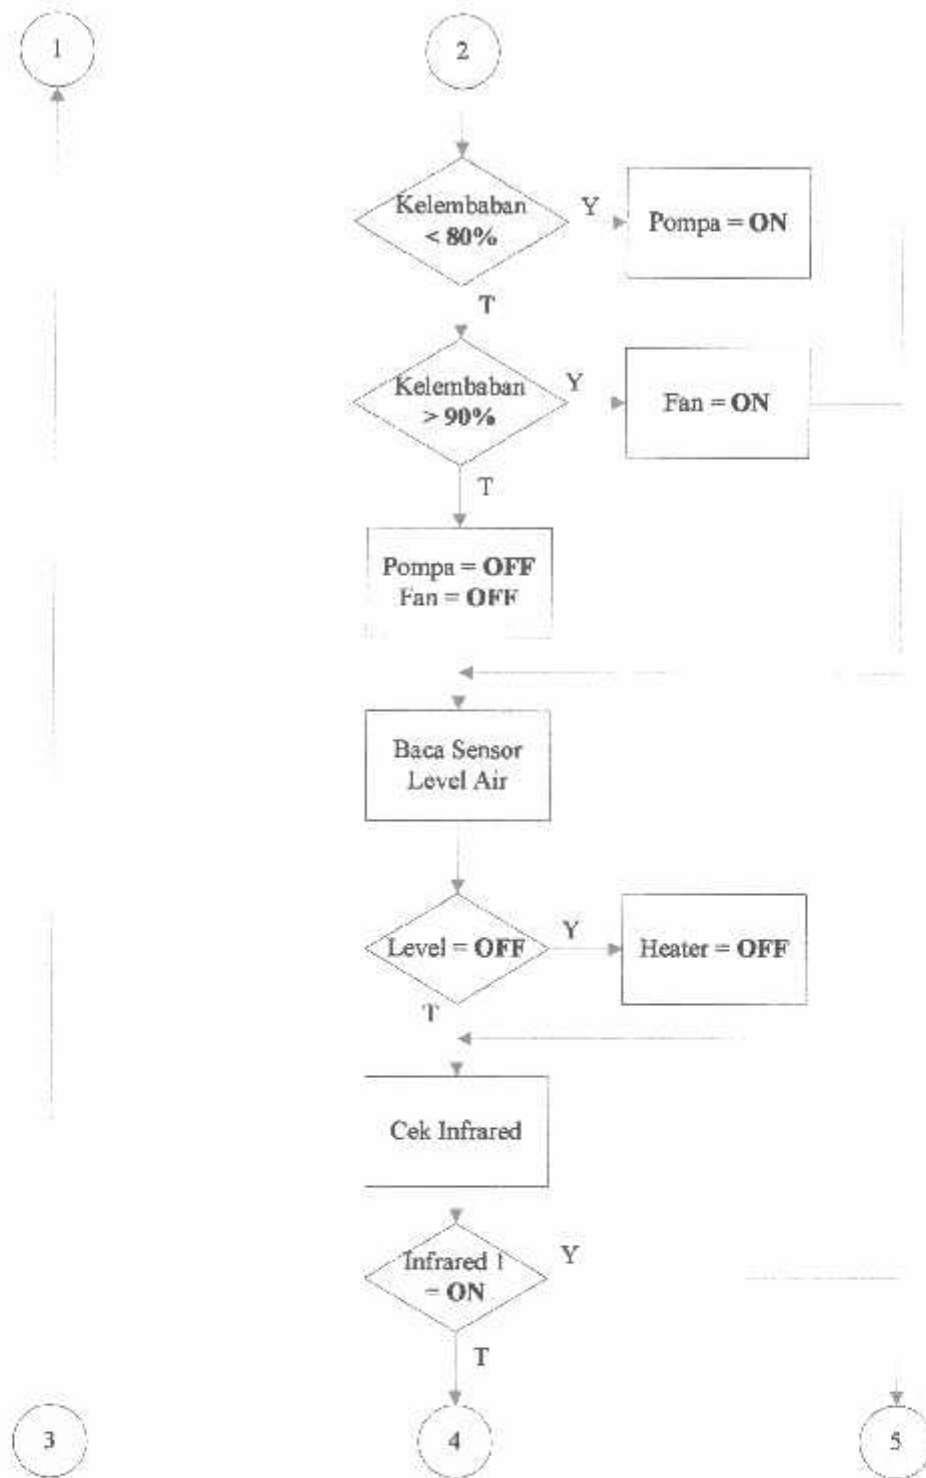 1
2
Kelembaban
< 80%
Y
Pompa = ON
T
Kelembaban
> 90%
Y
Fan = ON
T
Pompa = OFF
Fan = OFF
Baca Sensor
Level Air
Level = OFF
Y
Heater = OFF
T
Cek Infrared
Infrared 1
= ON
Y
T
3
4
5